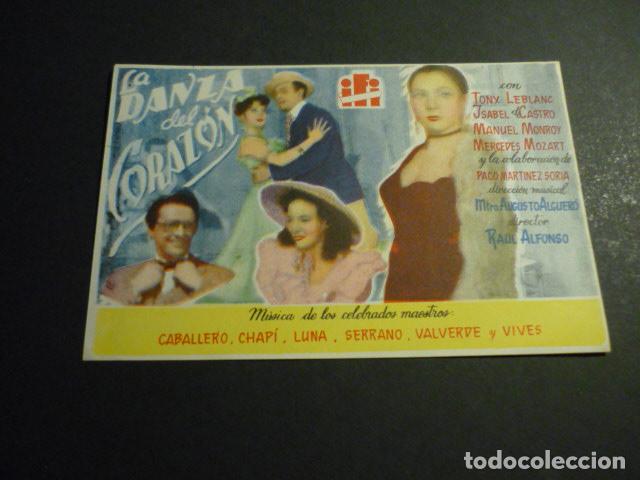 La
DANZA
del
CORAZÓN
ifi
con
TONY LEBLANC
ISABEL de CASTRO
MANUEL MONROY
MERCEDES MOZART
y la colaboración de
PACO MARTINEZ SORIA
dirección musical
Mtro. AUGUSTO ALGUERÓ
director
RAÚL ALFONSO
Música de los celebrados maestros:
CABALLERO, CHAPÍ, LUNA, SERRANO, VALVERDE y VIVES
todocoleccion